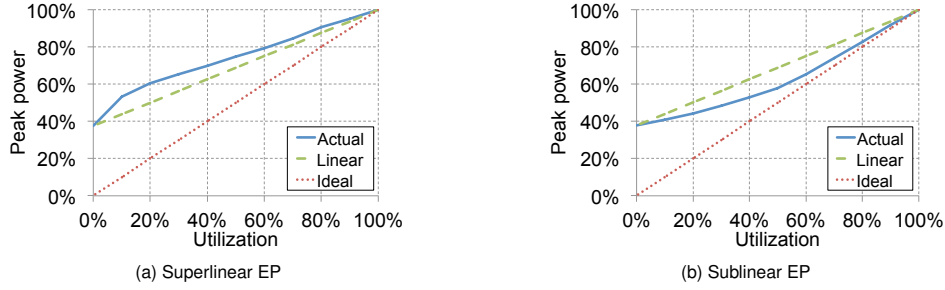 100%
80%
60%
40%
20%
0%
Peak power
0% 20% 40% 60% 80% 100%
Utilization
Actual
Linear
Ideal
(a) Superlinear EP
100%
80%
60%
40%
20%
0%
Peak power
0% 20% 40% 60% 80% 100%
Utilization
Actual
Linear
Ideal
(b) Sublinear EP